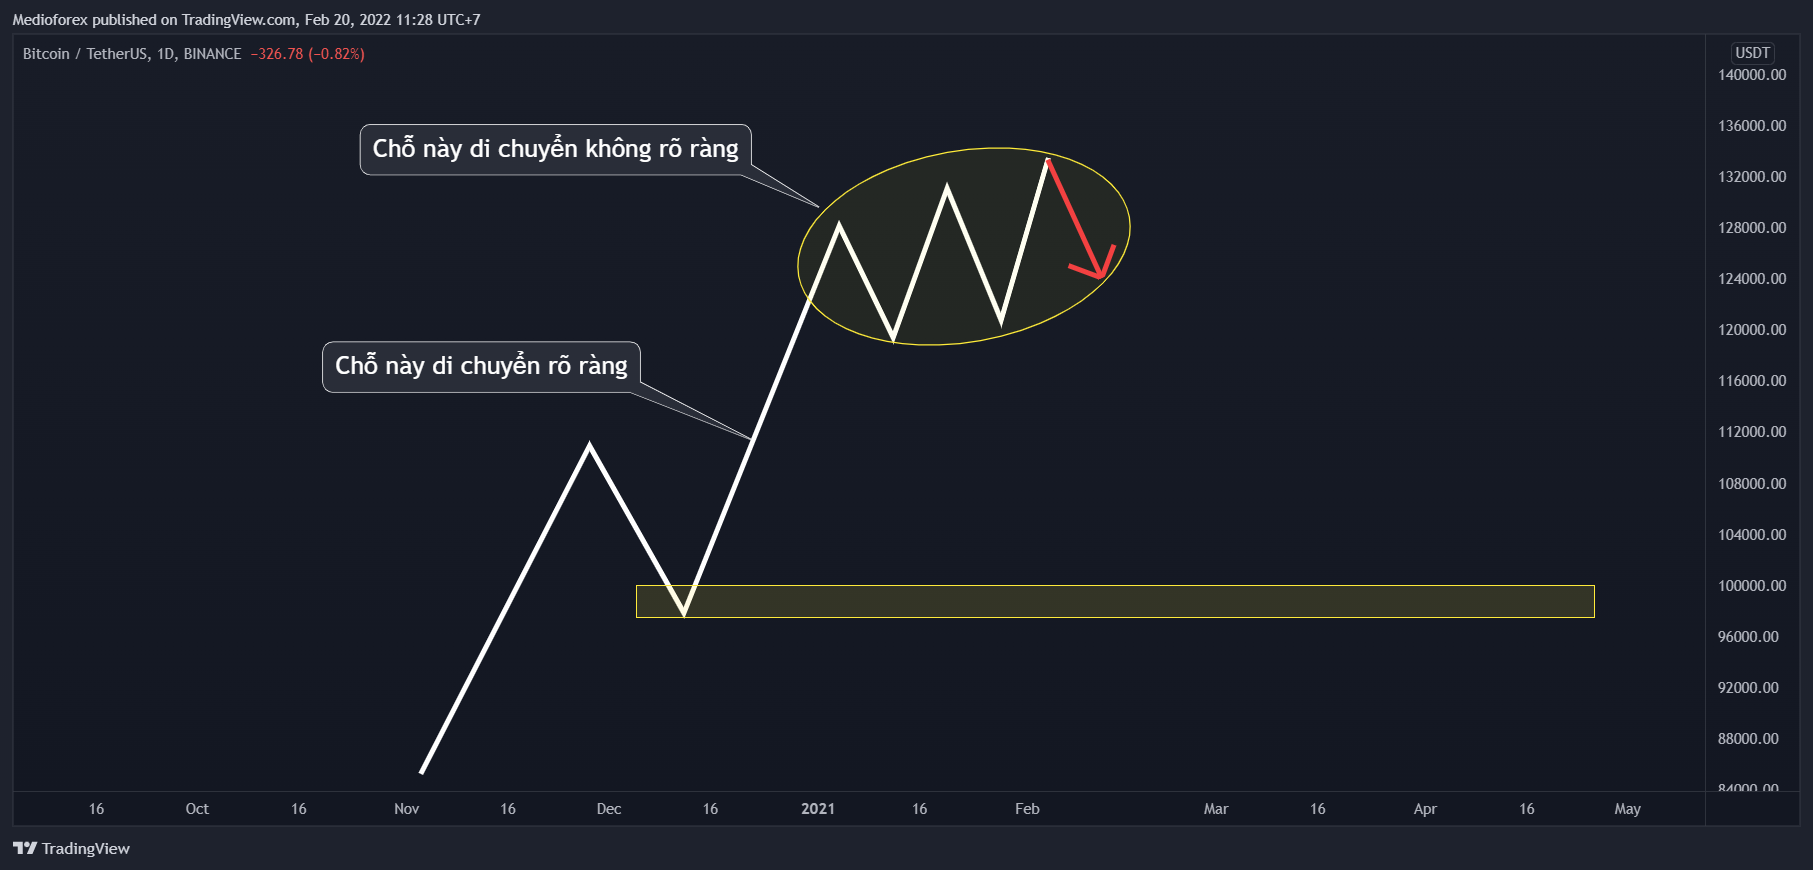 Medioforex published on TradingView.com, Feb 20, 2022 11:28 UTC+7
Bitcoin / TetherUS, 1D, BINANCE −326.78 (−0.82%)
USDT
140000.00
136000.00
Chỗ này di chuyển không rõ ràng
132000.00
128000.00
124000.00
120000.00
Chỗ này di chuyển rõ ràng
116000.00
112000.00
108000.00
104000.00
100000.00
96000.00
92000.00
88000.00
84000.00
16 Oct 16 Nov 16 Dec 16 2021 16 Feb Mar 16 Apr 16 May
TradingView